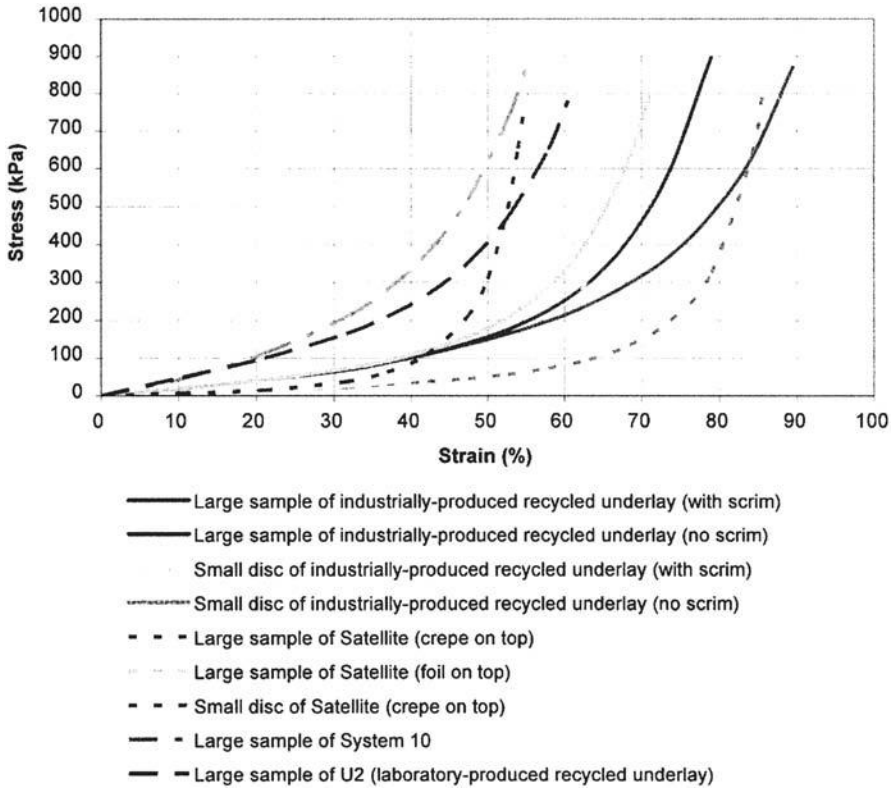 1000
900
800
700
600
500
400
300
200
100
0
Stress (kPa)
0 10 20 30 40 50 60 70 80 90 100
Strain (%)
Large sample of industrially-produced recycled underlay (with scrim)
Large sample of industrially-produced recycled underlay (no scrim)
Small disc of industrially-produced recycled underlay (with scrim)
Small disc of industrially-produced recycled underlay (no scrim)
Large sample of Satellite (crepe on top)
Large sample of Satellite (foil on top)
Small disc of Satellite (crepe on top)
Large sample of System 10
Large sample of U2 (laboratory-produced recycled underlay)